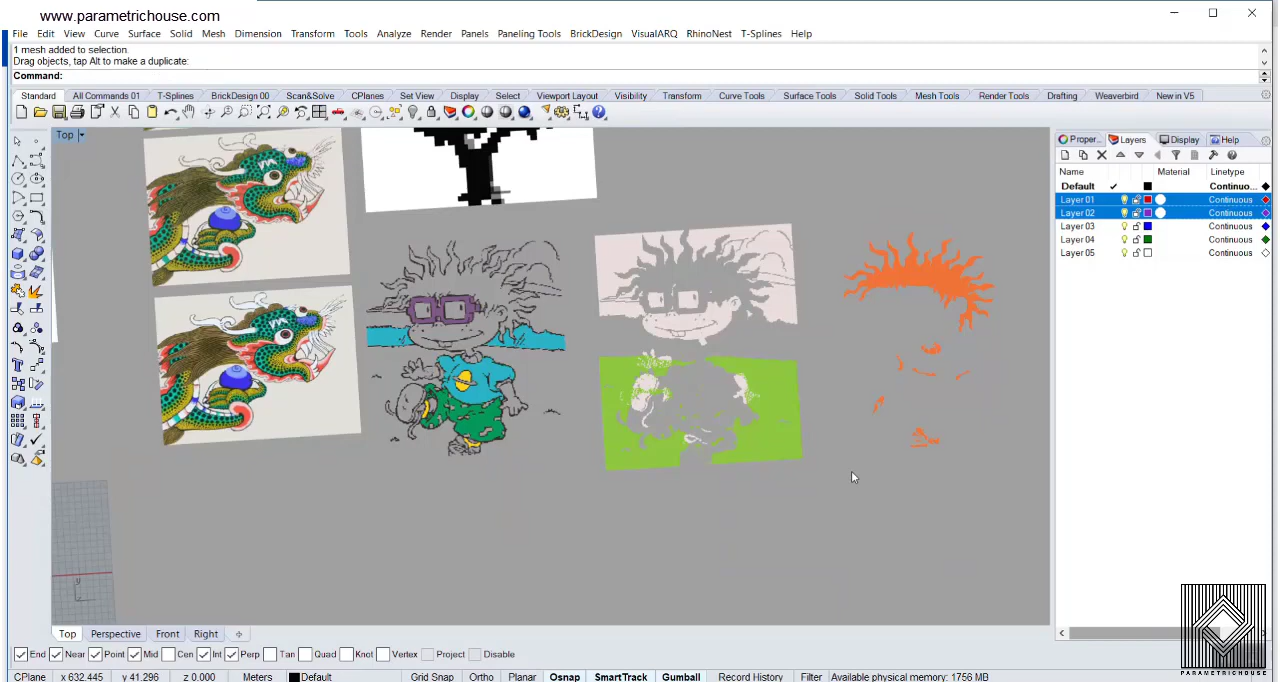 www.parametrichouse.com
File Edit View Curve Surface Solid Mesh Dimension Transform Tools Analyze Render Panels Paneling Tools BrickDesign RhinoNest VisualARQ T-Splines Help
1 mesh added to selection.
Drag objects, tap Alt to make a duplicate:
Command:
Standard All Commands 01 T-Splines BrickDesign 00 Scan&Solve CPlanes Set View Display Select Viewport Layout Visibility Transform Curve Tools Surface Tools Solid Tools Mesh Tools Render Tools Drafting Weaverbird New in V5
Top
Proper... Layers Display Help
Name Material Linetype
Default Continuo...
Layer 01 Continuous
Layer 02 Continuous
Layer 03 Continuous
Layer 04 Continuous
Layer 05 Continuous
y
Top Perspective Front Right
End Near Point Mid Cen Int Perp Tan Quad Knot Vertex Project Disable
CPlane x 632.445 y 41.296 z 0.000 Meters Default Grid Snap Ortho Planar Osnap SmartTrack Gumball Record History Filter Available physical memory: 1756 MB
PARAMETRICHOUSE